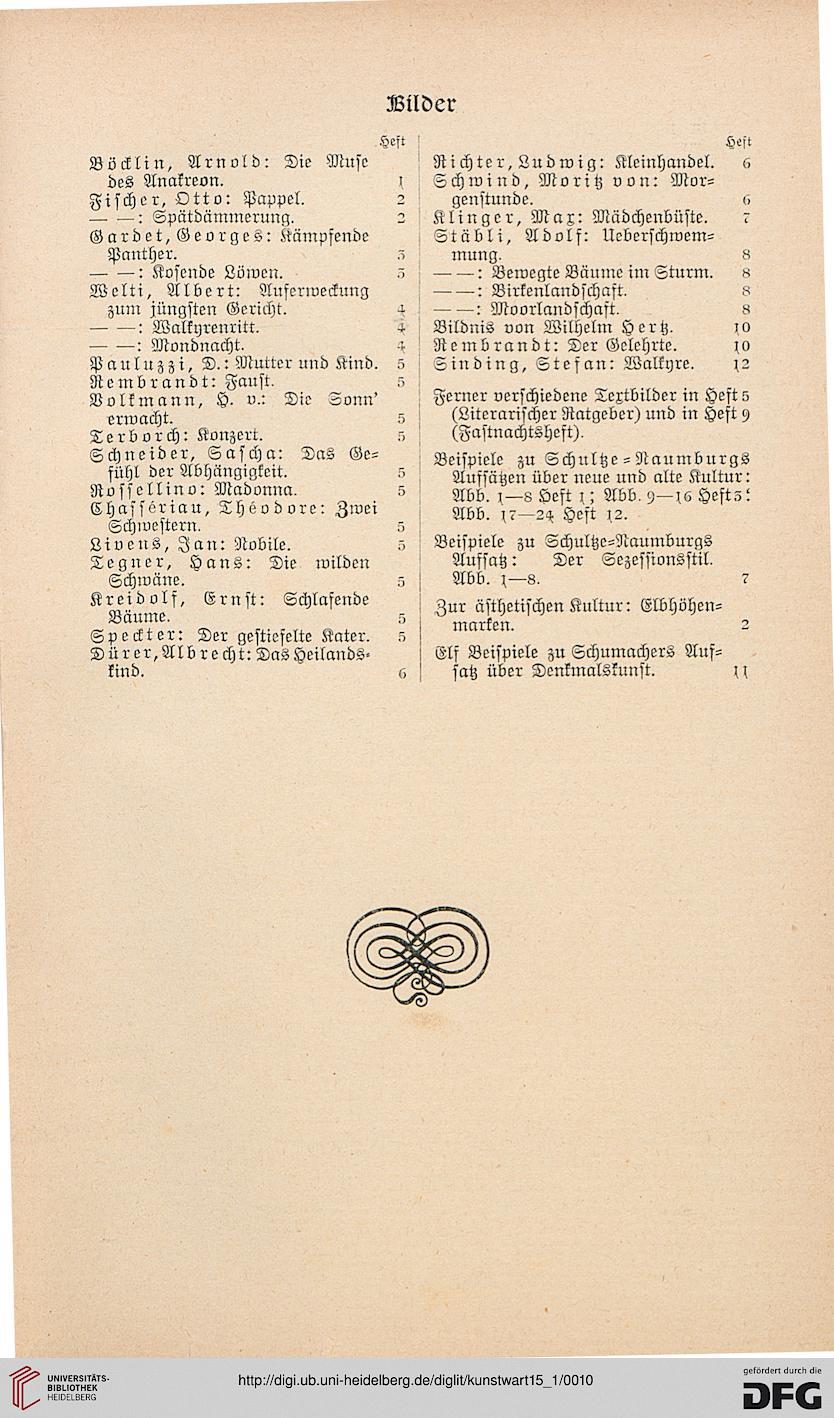 Bilder
Heft
Böcklin, Arnold: Die Muse
des Anakreon. 1
Fischer, Otto: Pappel. 2
— —: Spätdämmerung. 2
Gardet, Georges: Kämpfende
Panther. 3
— —: Kosende Löwen. 3
Welti, Albert: Auferweckung
zum jüngsten Gericht. 4
— —: Walkyrenritt. 4
— —: Mondnacht. 4
Pauluzzi, D.: Mutter und Kind. 5
Rembrandt: Faust. 5
Volkmann, H. v.: Die Sonn'
erwacht. 5
Terborch: Konzert. 5
Schneider, Sascha: Das Ge=
fühl der Abhängigkeit. 5
Rossellino: Madonna. 5
Chassériau, Théodore: Zwei
Schwestern. 5
Livens, Jan: Nobile. 5
Tegner, Hans: Die wilden
Schwäne. 5
Kreidolf, Ernst: Schlafende
Bäume. 5
Speckter: Der gestiefelte Kater. 5
Dürer, Albrecht: Das Heilands=
kind. 6
Heft
Richter, Ludwig: Kleinhandel. 6
Schwind, Moritz von: Mor=
genstunde. 6
Klinger, Max: Mädchenbüste. 7
Stäbli, Adolf: Ueberschwem=
mung. 8
— —: Bewegte Bäume im Sturm. 8
— —: Birkenlandschaft. 8
— —: Moorlandschaft. 8
Bildnis von Wilhelm Hertz. 10
Rembrandt: Der Gelehrte. 10
Sinding, Stefan: Walkyre. 12
Ferner verschiedene Textbilder in Heft 5
(Literarischer Ratgeber) und in Heft 9
(Fastnachtsheft).
Beispiele zu Schultze=Naumburgs
Aufsätzen über neue und alte Kultur:
Abb. 1—8 Heft 1; Abb. 9—16 Heft 3:
Abb. 17—24 Heft 12.
Beispiele zu Schultze=Naumburgs
Aufsatz: Der Sezessionsstil.
Abb. 1—8. 7
Zur ästhetischen Kultur: Elbhöhen=
marken. 2
Elf Beispiele zu Schumachers Auf=
satz über Denkmalskunst. 11
UNIVERSITÄTS-
BIBLIOTHEK
HEIDELBERG
http://digi.ub.uni-heidelberg.de/diglit/kunstwart15_1/0010
gefördert durch die
DFG